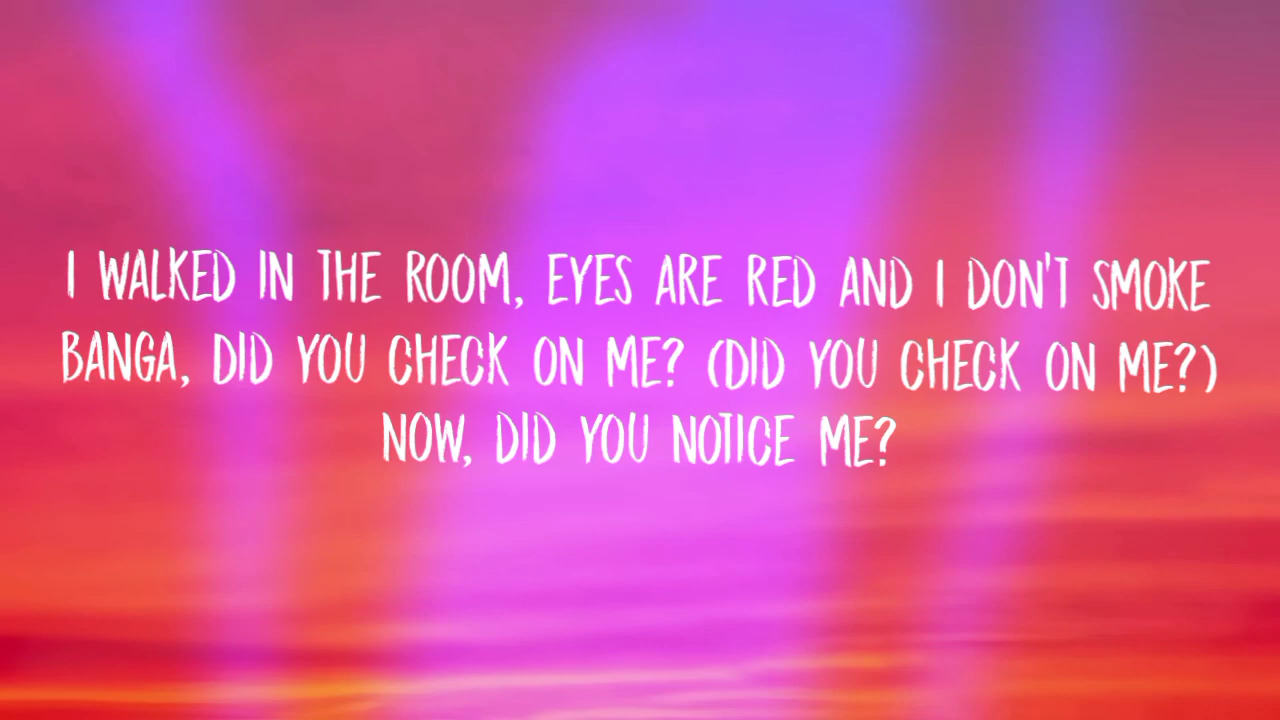 I WALKED IN THE ROOM, EYES ARE RED AND I DON'T SMOKE
BANGA, DID YOU CHECK ON ME? (DID YOU CHECK ON ME?)
NOW, DID YOU NOTICE ME?